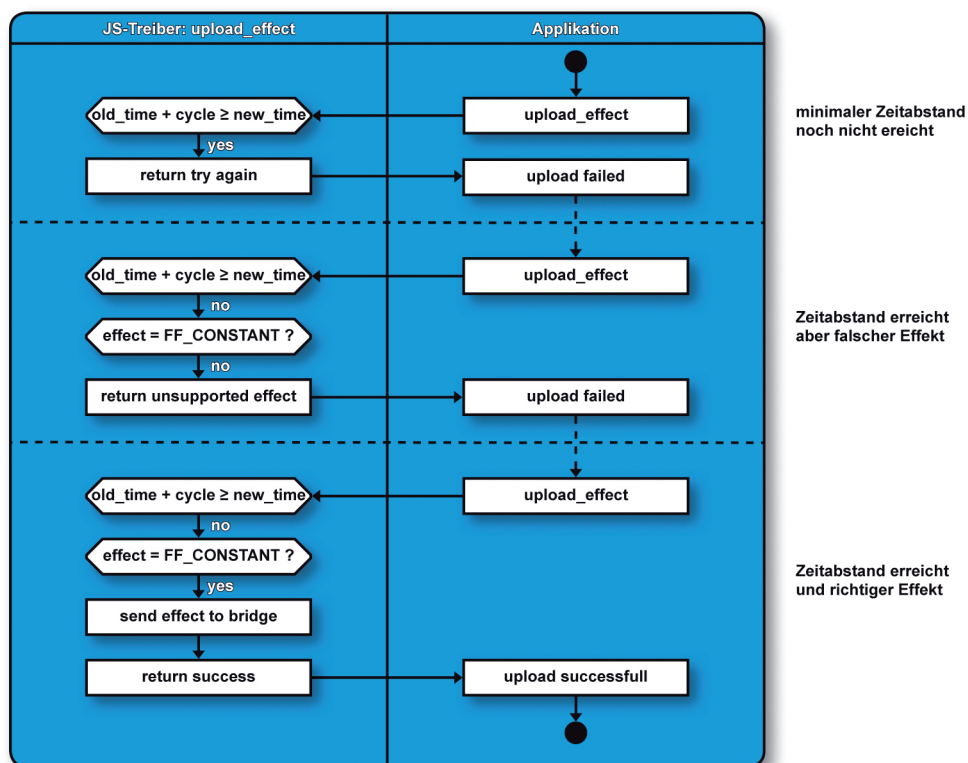 JS-Treiber: upload_effect
Applikation
old_time + cycle ≥ new_time
upload_effect
minimaler Zeitabstand
noch nicht ereicht
yes
return try again
upload failed
old_time + cycle ≥ new_time
upload_effect
no
effect = FF_CONSTANT ?
Zeitabstand erreicht
aber falscher Effekt
no
return unsupported effect
upload failed
old_time + cycle ≥ new_time
upload_effect
no
effect = FF_CONSTANT ?
Zeitabstand erreicht
und richtiger Effekt
yes
send effect to bridge
return success
upload successfull